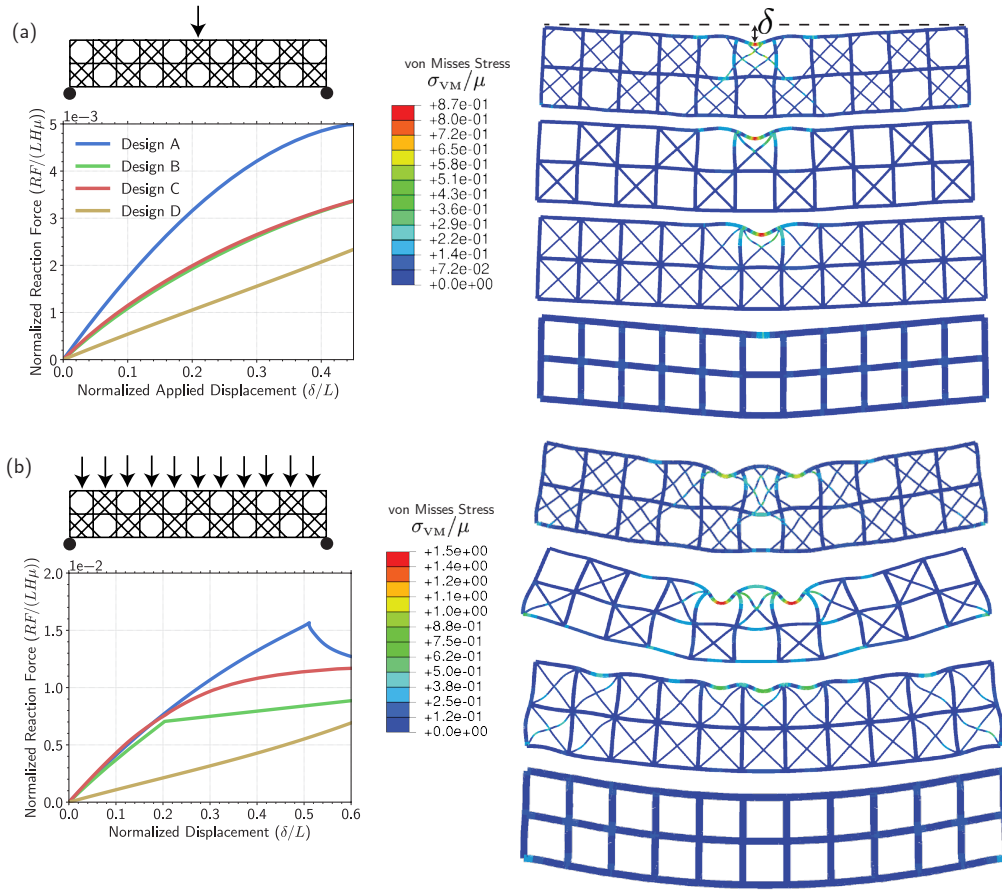 (a)
δ
1e−3
Normalized Reaction Force (RF/(LHμ))
5
4
3
2
1
0
Design A
Design B
Design C
Design D
0.0
0.1
0.2
0.3
0.4
Normalized Applied Displacement (δ/L)
von Misses Stress
σVM/μ
+8.7e-01
+8.0e-01
+7.2e-01
+6.5e-01
+5.8e-01
+5.1e-01
+4.3e-01
+3.6e-01
+2.9e-01
+2.2e-01
+1.4e-01
+7.2e-02
+0.0e+00
(b)
1e−2
Normalized Reaction Force (RF/(LHμ))
2.0
1.5
1.0
0.5
0.0
0.0
0.1
0.2
0.3
0.4
0.5
0.6
Normalized Displacement (δ/L)
von Misses Stress
σVM/μ
+1.5e+00
+1.4e+00
+1.2e+00
+1.1e+00
+1.0e+00
+8.8e-01
+7.5e-01
+6.2e-01
+5.0e-01
+3.8e-01
+2.5e-01
+1.2e-01
+0.0e+00